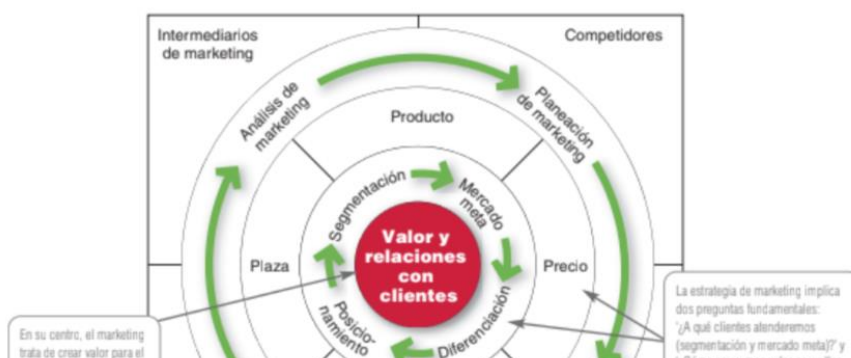 Intermediarios
de marketing
Competidores
Análisis de
marketing
Planeación
de marketing
Producto
Segmentación
Mercado
meta
Valor y
relaciones
con
clientes
Plaza
Precio
Posicio-
namiento
Diferenciación
La estrategia de marketing implica
dos preguntas fundamentales:
"¿A qué clientes atenderemos
(segmentación y mercado meta)?' y
En su centro, el marketing
trata de crear valor para el